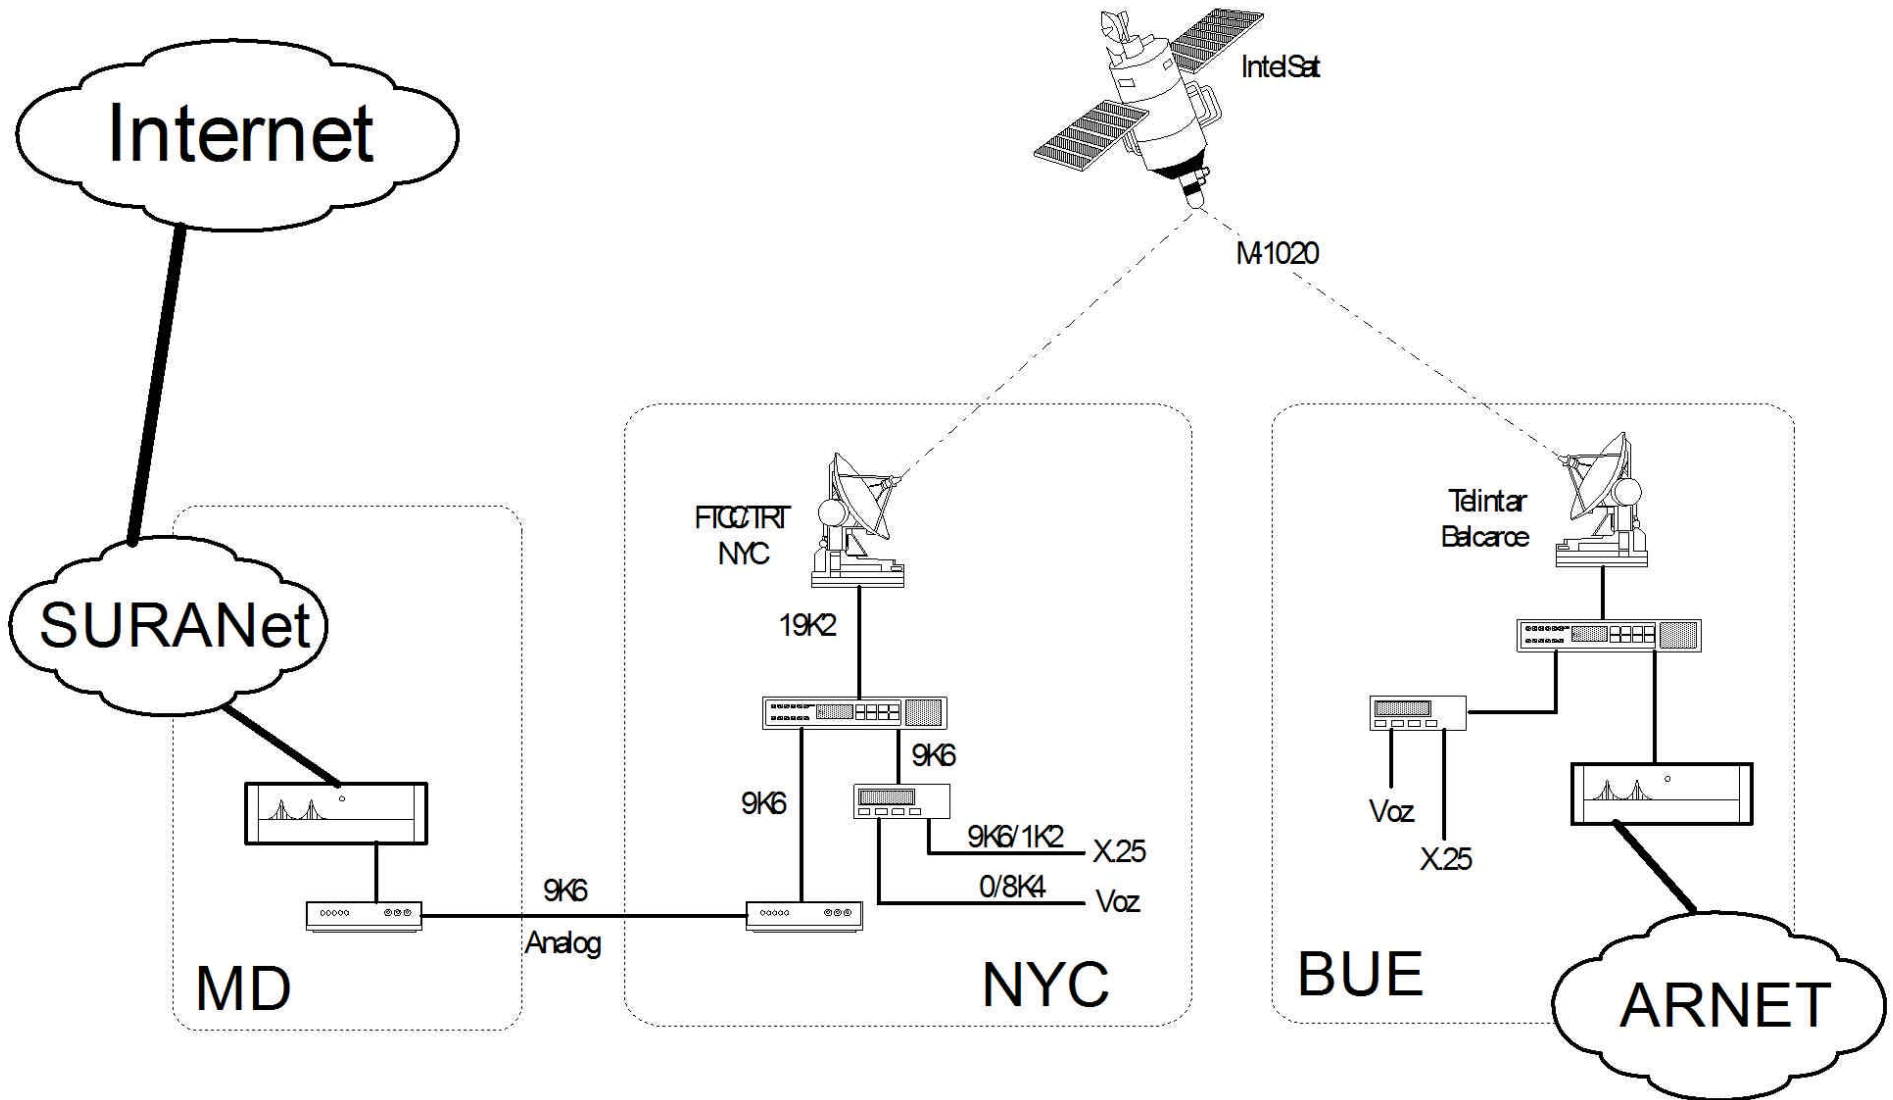 Internet
IntelSat
M-1020
SURANet
FTCC/TRT
NYC
Telintar
Balcarce
19K2
9K6
9K6
9K6/1K2
X.25
0/8K4
Voz
Voz
X.25
9K6
Analog
MD
NYC
BUE
ARNET